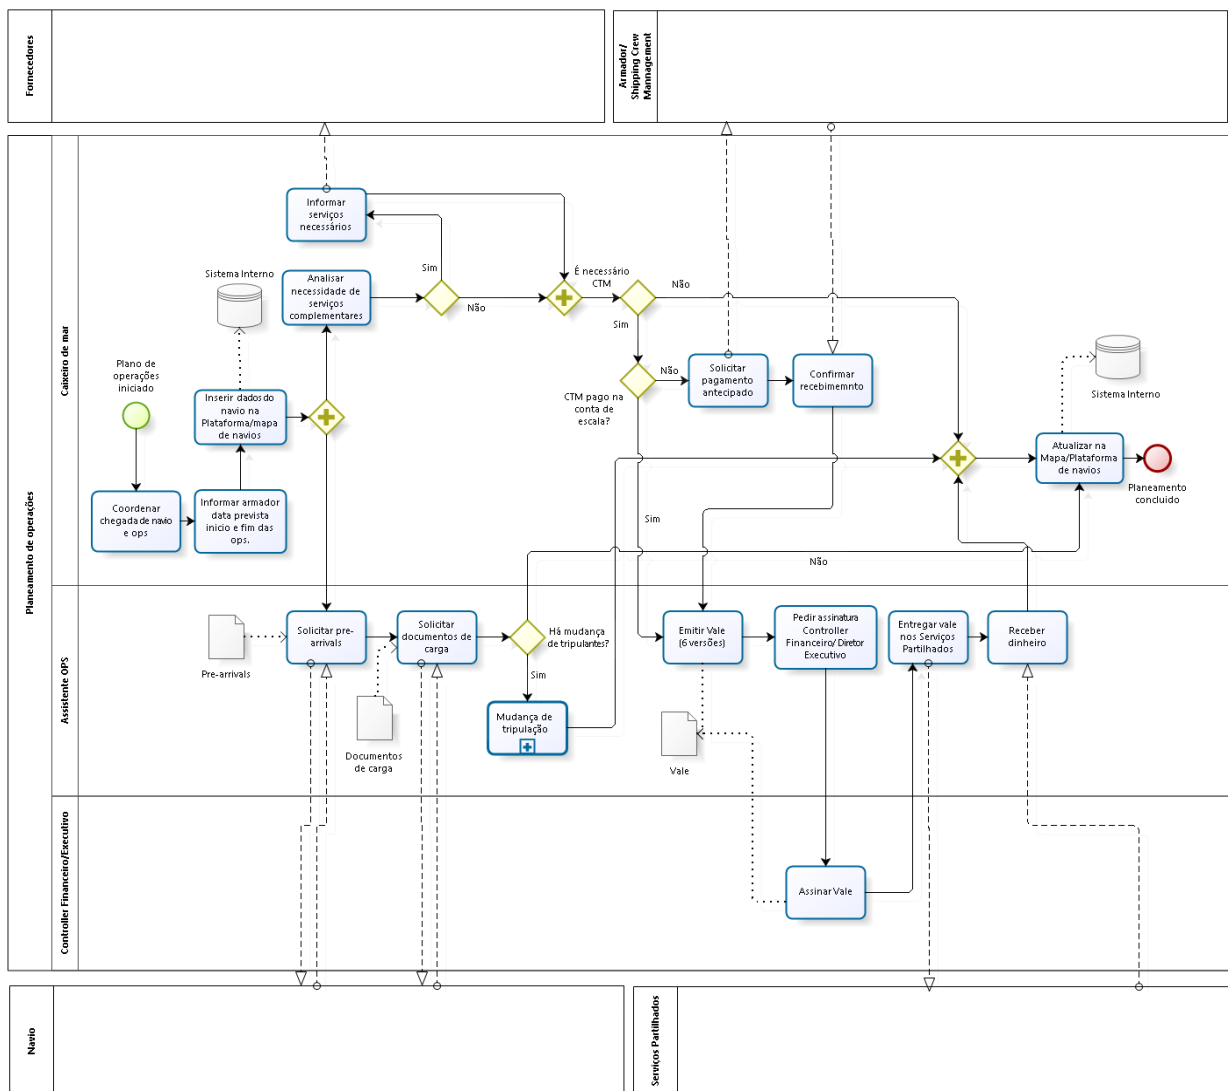 Fornecedores
Armador/
Shipping Crew
Mannagement
Planeamento de operações
Caixeiro de mar
Informar
serviços
necessários
Sim
Sistema Interno
Analisar
necessidade de
serviços
complementares
Não
É necessário
CTM
Não
Sim
Plano de
operações
iniciado
Inserir dados do
navio na
Plataforma/mapa
de navios
CTM pago na
conta de
escala?
Não
Solicitar
pagamento
antecipado
Confirmar
recebimemnto
Sistema Interno
Atualizar na
Mapa/Plataforma
de navios
Planeamento
concluido
Coordenar
chegada de navio
e ops
Informar armador
data prevista
inicio e fim das
ops.
Sim
Não
Assistente OPS
Pre-arrivals
Solicitar pre-
arrivals
Solicitar
documentos de
carga
Há mudança
de tripulantes?
Sim
Documentos
de carga
Mudança de
tripulação
Emitir Vale
(6 versões)
Vale
Pedir assinatura
Controller
Financeiro/ Diretor
Executivo
Entregar vale
nos Serviços
Partilhados
Receber
dinheiro
Controller Financeiro/Executivo
Assinar Vale
Navio
Serviços Partilhados